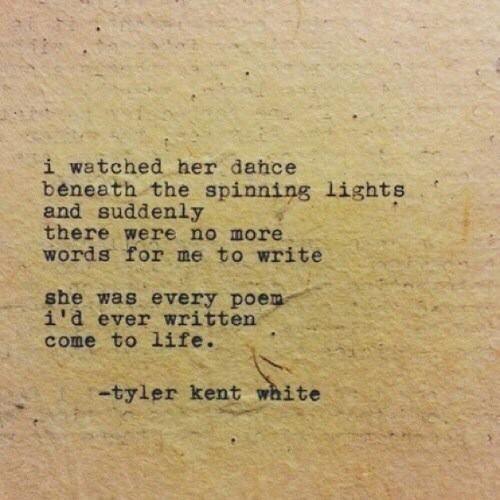 i watched her dance
beneath the spinning lights
and suddenly
there were no more
words for me to write
she was every poem
i'd ever written
come to life.
-tyler kent white